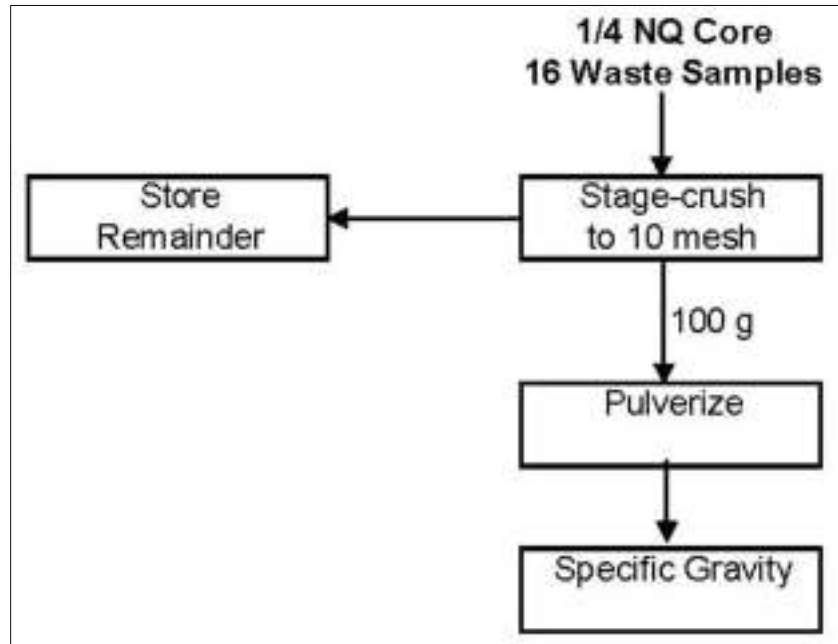 1/4 NQ Core
16 Waste Samples
Store
Remainder
Stage-crush
to 10 mesh
100 g
Pulverize
Specific Gravity